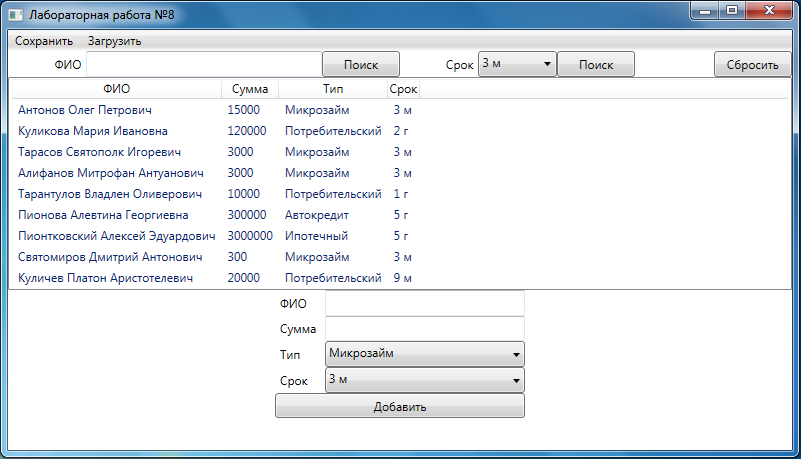 Лабораторная работа №8
Сохранить Загрузить
ФИО Поиск Срок 3 м Поиск Сбросить
ФИО Сумма Тип Срок
Антонов Олег Петрович 15000 Микрозайм 3 м
Куликова Мария Ивановна 120000 Потребительский 2 г
Тарасов Святополк Игоревич 3000 Микрозайм 3 м
Алифанов Митрофан Антуанович 3000 Микрозайм 3 м
Тарантулов Владлен Оливерович 10000 Потребительский 1 г
Пионова Алевтина Георгиевна 300000 Автокредит 5 г
Пионтковский Алексей Эдуардович 3000000 Ипотечный 5 г
Святомиров Дмитрий Антонович 300 Микрозайм 3 м
Куличев Платон Аристотелевич 20000 Потребительский 9 м
ФИО
Сумма
Тип Микрозайм
Срок 3 м
Добавить